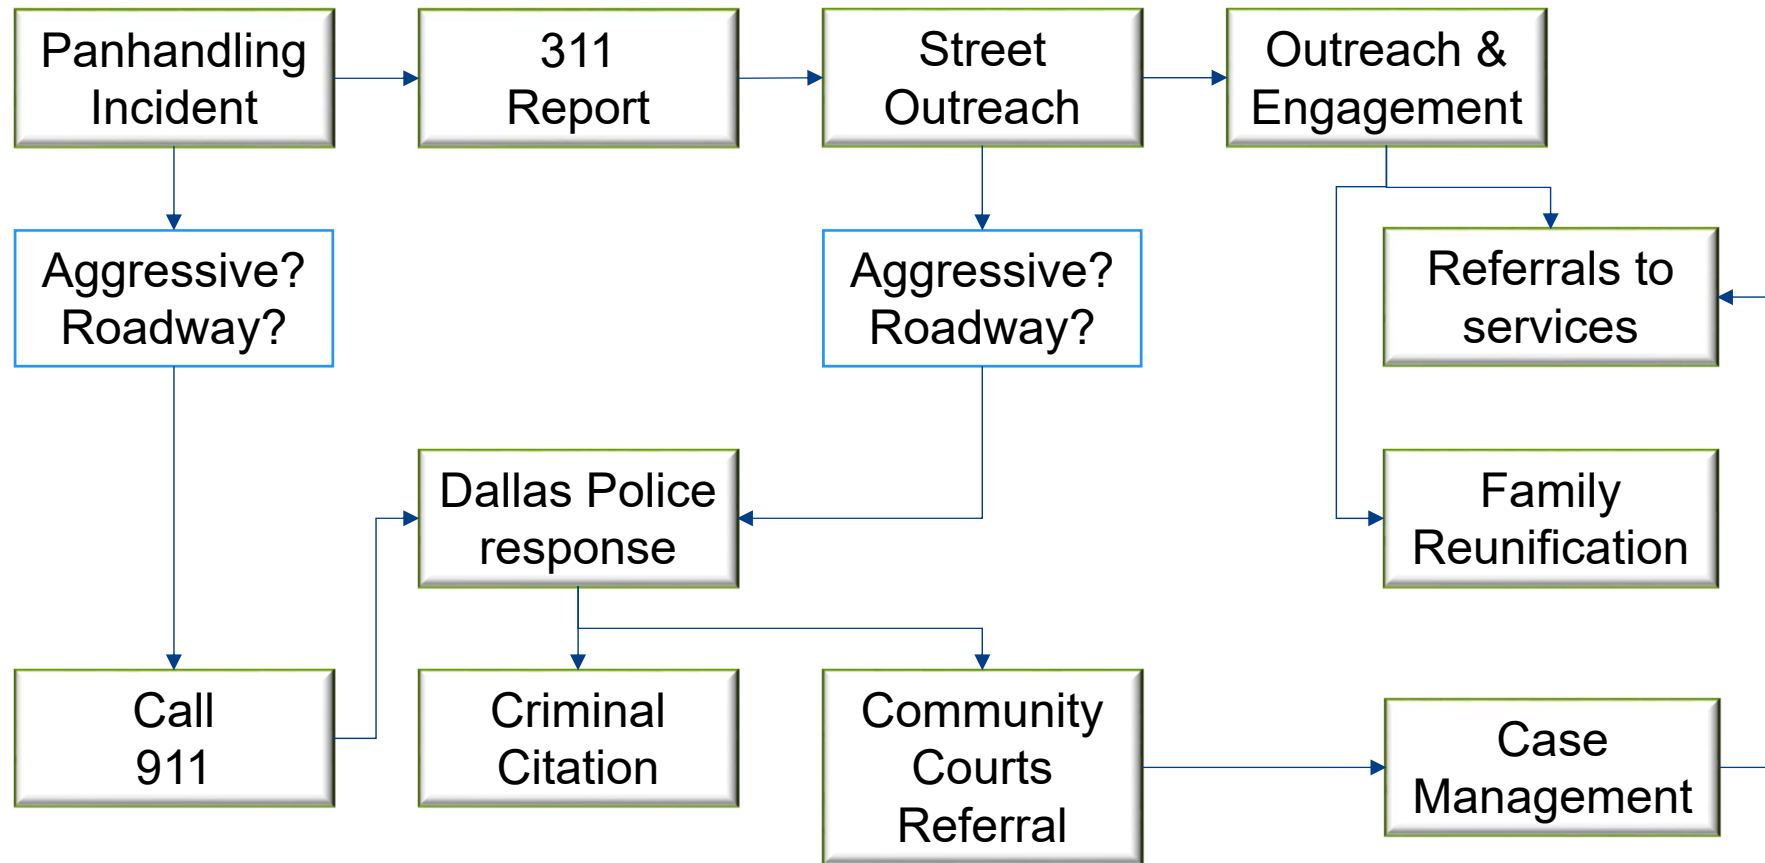 Panhandling
Incident
311
Report
Street
Outreach
Outreach &
Engagement
Aggressive?
Roadway?
Aggressive?
Roadway?
Referrals to
services
Dallas Police
response
Family
Reunification
Call
911
Criminal
Citation
Community
Courts
Referral
Case
Management